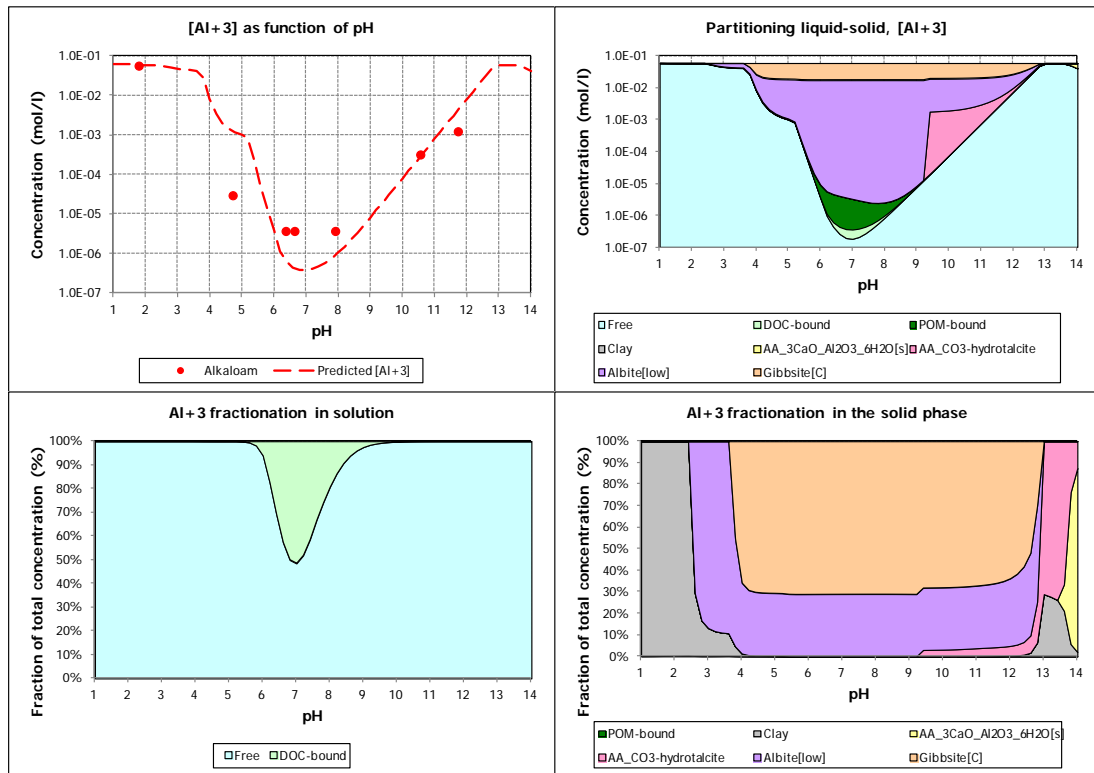 [Al+3] as function of pH
Concentration (mol/l)
1.0E-01
1.0E-02
1.0E-03
1.0E-04
1.0E-05
1.0E-06
1.0E-07
1 2 3 4 5 6 7 8 9 10 11 12 13 14
pH
Alkaloam Predicted [Al+3]
Partitioning liquid-solid, [Al+3]
Concentration (mol/l)
1.0E-01
1.0E-02
1.0E-03
1.0E-04
1.0E-05
1.0E-06
1.0E-07
1 2 3 4 5 6 7 8 9 10 11 12 13 14
pH
Free DOC-bound POM-bound
Clay AA_3CaO_Al2O3_6H2O[s] AA_CO3-hydrotalcite
Albite[low] Gibbsite[C]
Al+3 fractionation in solution
Fraction of total concentration (%)
100%
90%
80%
70%
60%
50%
40%
30%
20%
10%
0%
1 2 3 4 5 6 7 8 9 10 11 12 13 14
pH
Free DOC-bound
Al+3 fractionation in the solid phase
Fraction of total concentration (%)
100%
90%
80%
70%
60%
50%
40%
30%
20%
10%
0%
1 2 3 4 5 6 7 8 9 10 11 12 13 14
pH
POM-bound Clay AA_3CaO_Al2O3_6H2O[s]
AA_CO3-hydrotalcite Albite[low] Gibbsite[C]